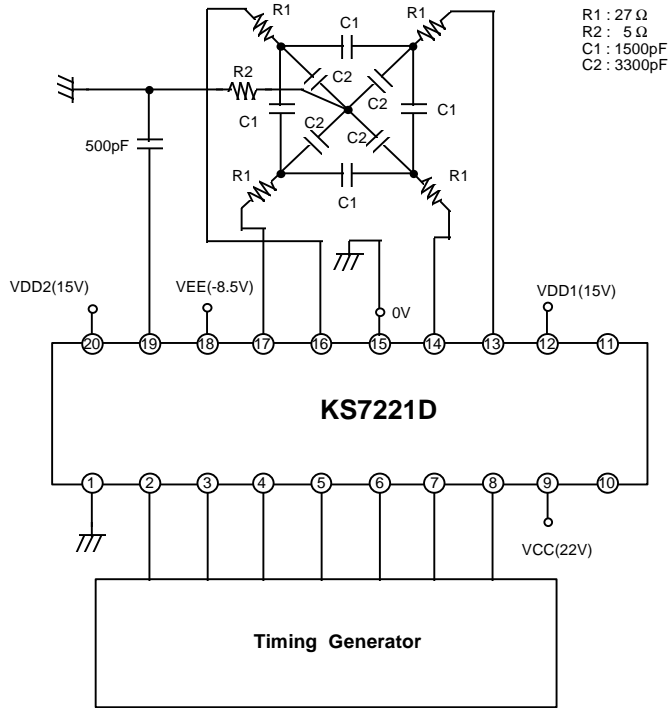 R1
C1
R1
R1 : 27 Ω
R2 : 5 Ω
C1 : 1500pF
C2 : 3300pF
R2
C2
C2
C1
C2
C2
C1
500pF
R1
C1
R1
VDD2(15V)
VEE(-8.5V)
0V
VDD1(15V)
20 19 18 17 16 15 14 13 12 11
KS7221D
1 2 3 4 5 6 7 8 9 10
VCC(22V)
Timing Generator